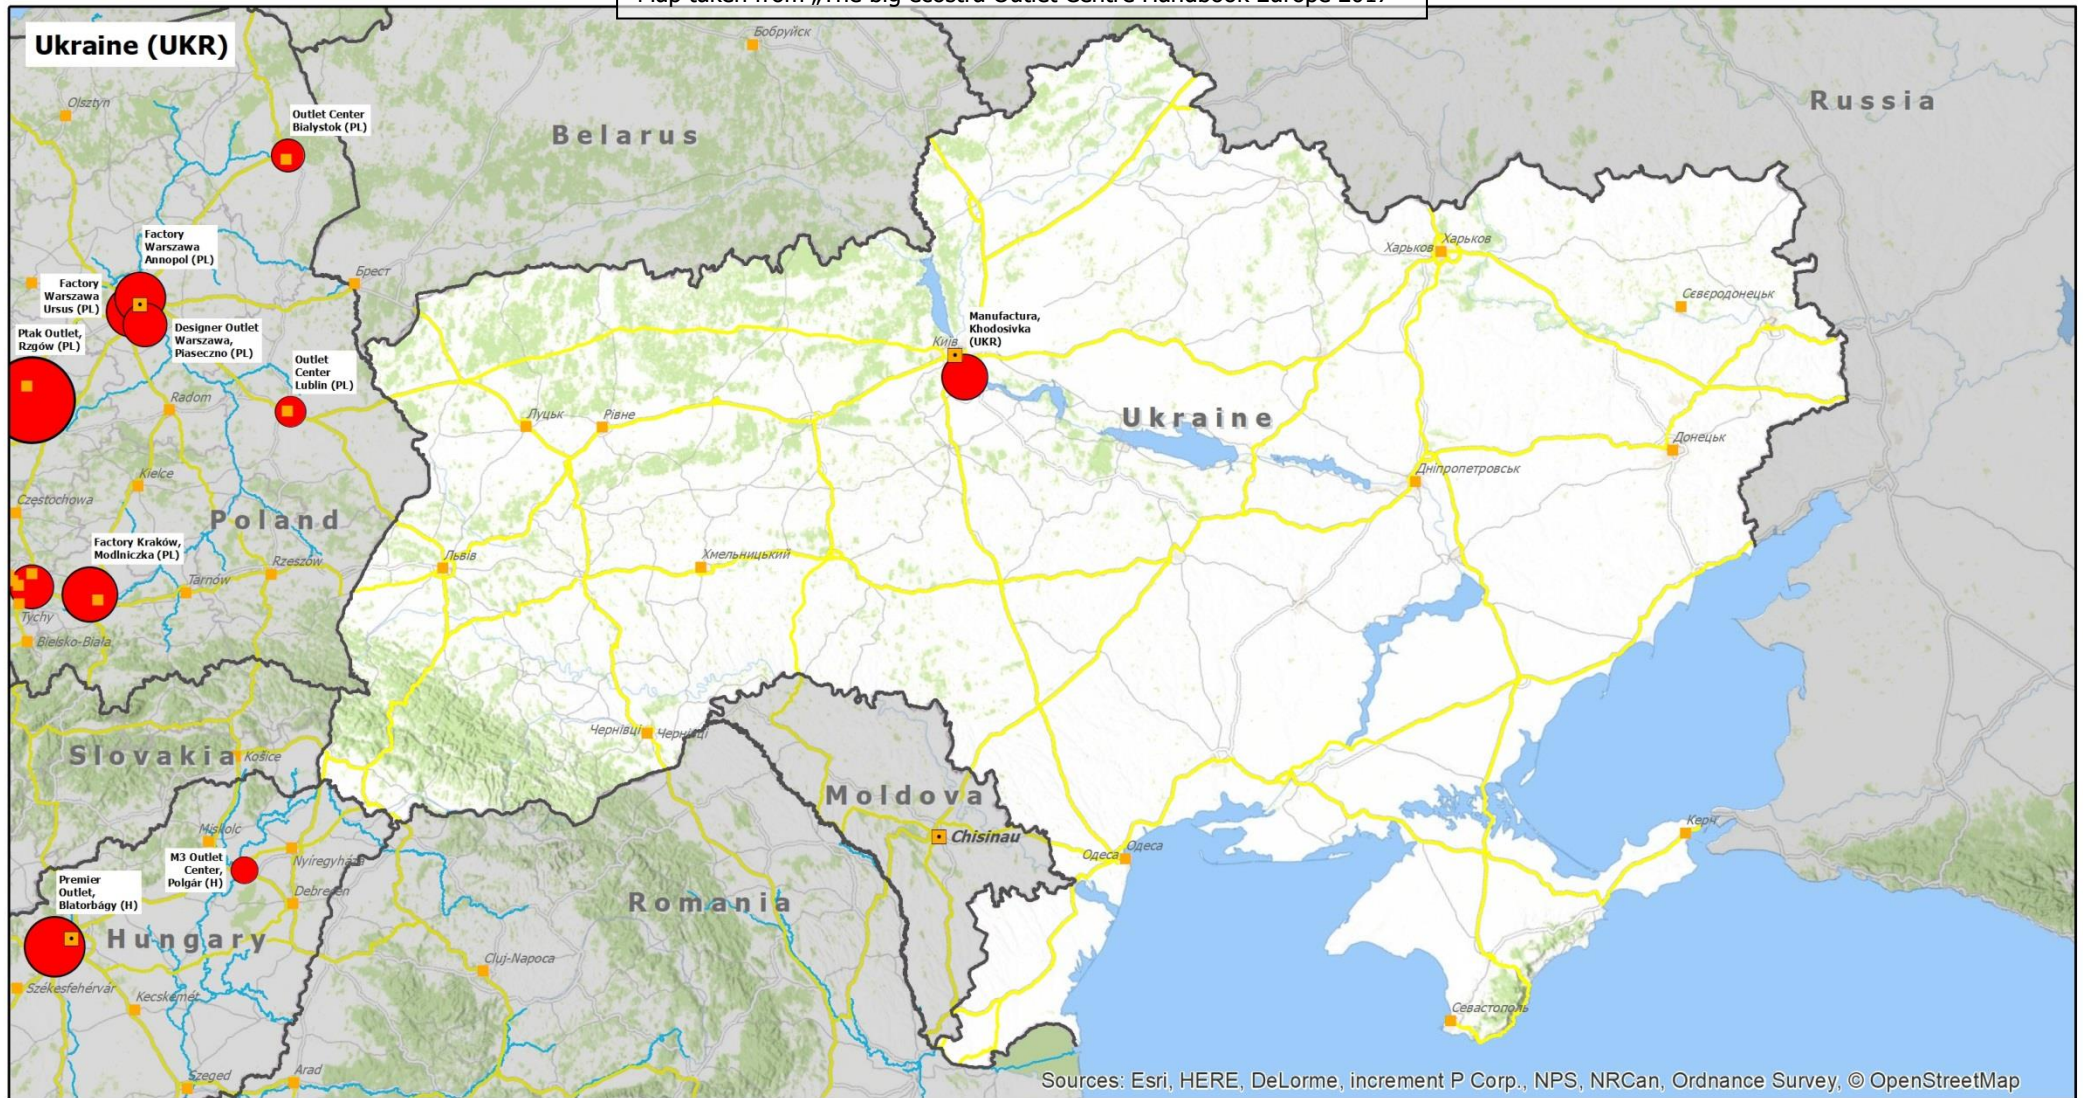 Map taken from „The big ecostra Outlet Centre Handbook Europe 2017“
Ukraine (UKR)
Бобруйск
Olsztyn
Outlet Center
Bialystok (PL)
Belarus
Russia
Factory
Warszawa
Annopol (PL)
Брест
Factory
Warszawa
Ursus (PL)
Харьков
Харьков
Сєвєродонецьк
Ptak Outlet,
Rzgów (PL)
Designer Outlet
Warszawa,
Piaseczno (PL)
Manufactura,
Khodosivka
(UKR)
Київ
Outlet
Center
Lublin (PL)
Radom
Луцьк
Рівне
Ukraine
Донецьк
Kielce
Дніпропетровськ
Częstochowa
Poland
Factory Kraków,
Modlniczka (PL)
Львів
Хмельницький
Rzeszów
Tarnów
Tychy
Bielsko-Biała
Чернівці
Чернівці
Slovakia
Košice
Moldova
Chisinau
Керч
Miskolc
Одеса
Одеса
M3 Outlet
Center,
Polgár (H)
Nyíregyháza
Premier
Outlet,
Biatorbágy (H)
Debrecen
Romania
Hungary
Cluj-Napoca
Székesfehérvár
Kecskemét
Севастополь
Szeged
Arad
Sources: Esri, HERE, DeLorme, increment P Corp., NPS, NRCan, Ordnance Survey, © OpenStreetMap